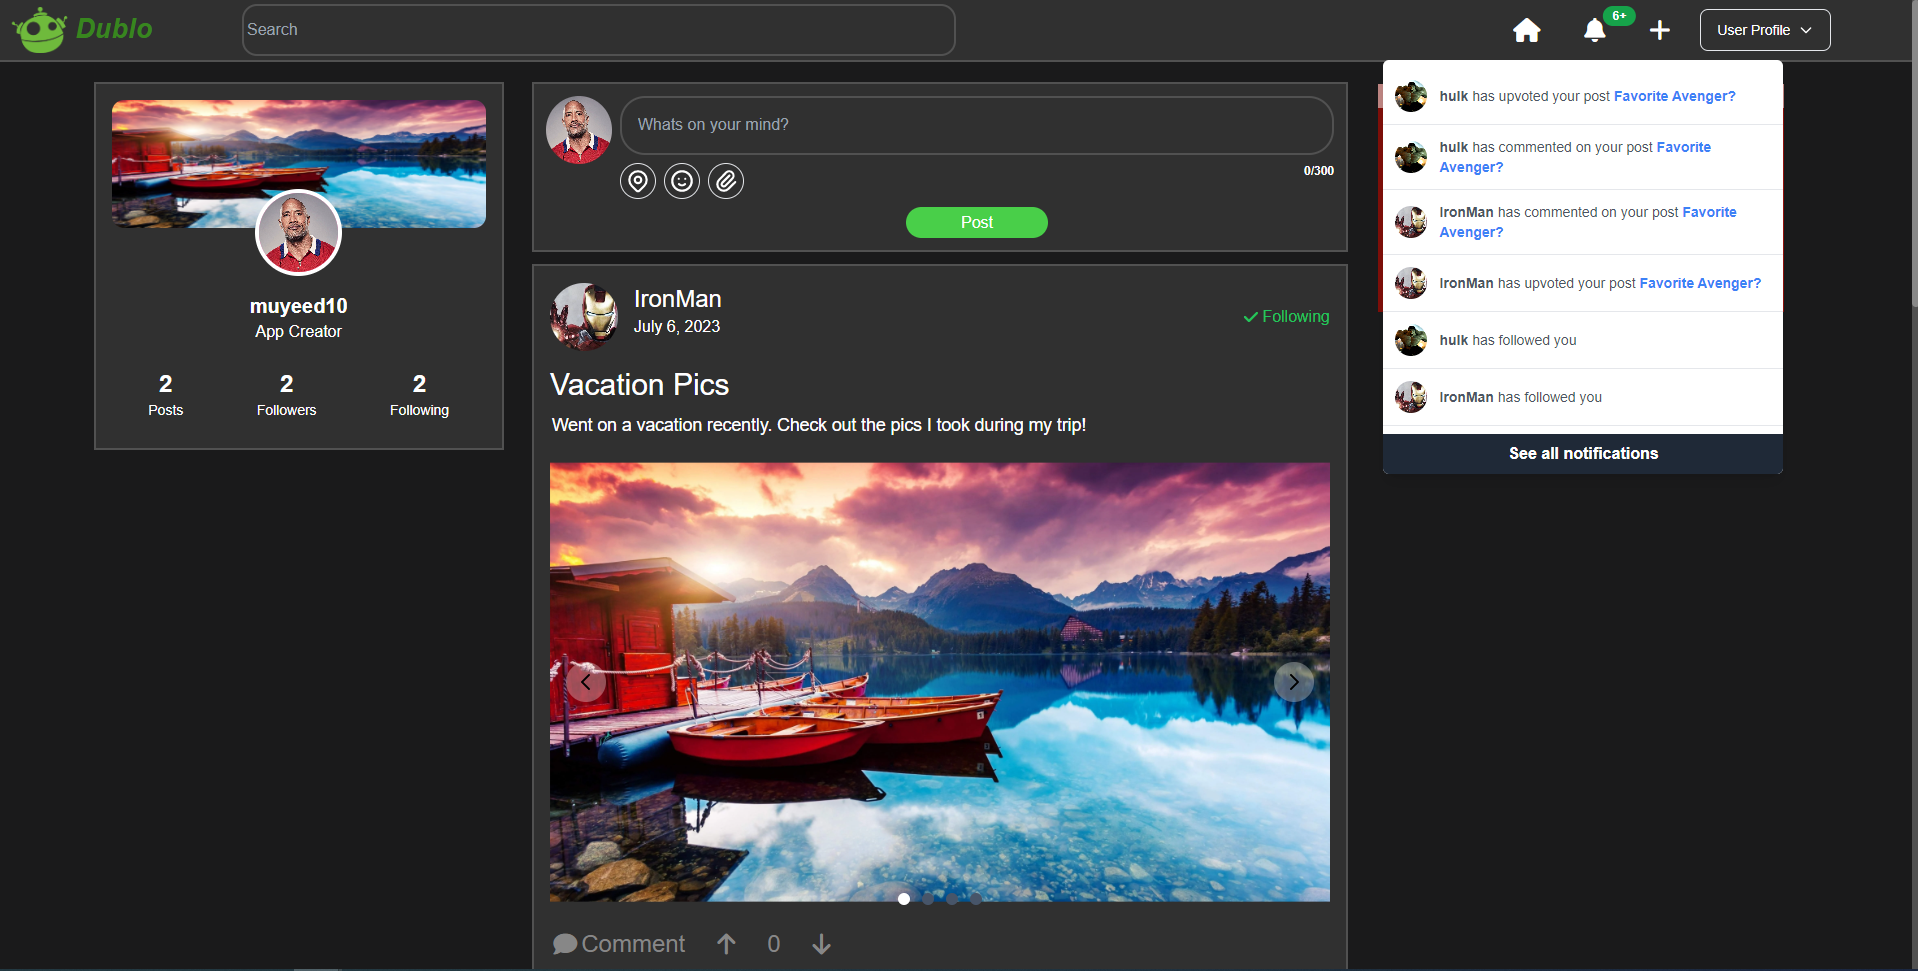 Dublo
Search
6+
User Profile
muyeed10
App Creator
2
2
2
Posts
Followers
Following
Whats on your mind?
0/300
Post
IronMan
July 6, 2023
Following
Vacation Pics
Went on a vacation recently. Check out the pics I took during my trip!
Comment
0
hulk has upvoted your post Favorite Avenger?
hulk has commented on your post Favorite
Avenger?
IronMan has commented on your post Favorite
Avenger?
IronMan has upvoted your post Favorite Avenger?
hulk has followed you
IronMan has followed you
See all notifications